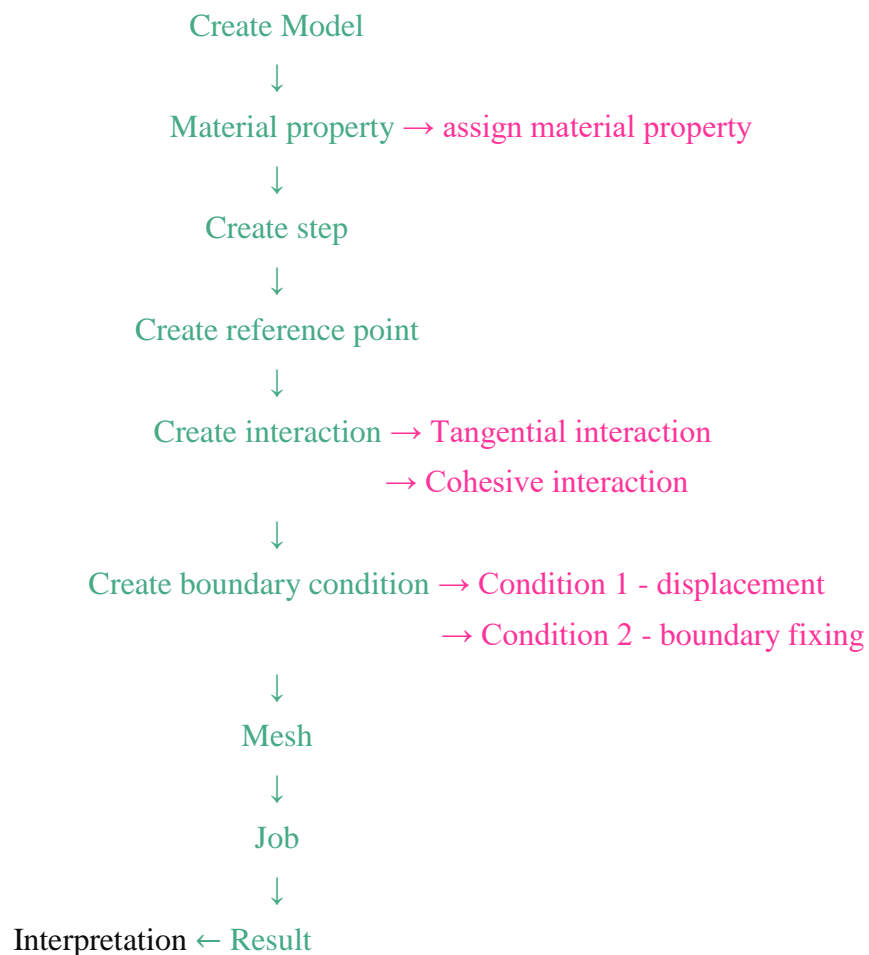 Create Model
↓
Material property → assign material property
↓
Create step
↓
Create reference point
↓
Create interaction → Tangential interaction
→ Cohesive interaction
↓
Create boundary condition → Condition 1 - displacement
→ Condition 2 - boundary fixing
↓
Mesh
↓
Job
↓
Interpretation ← Result